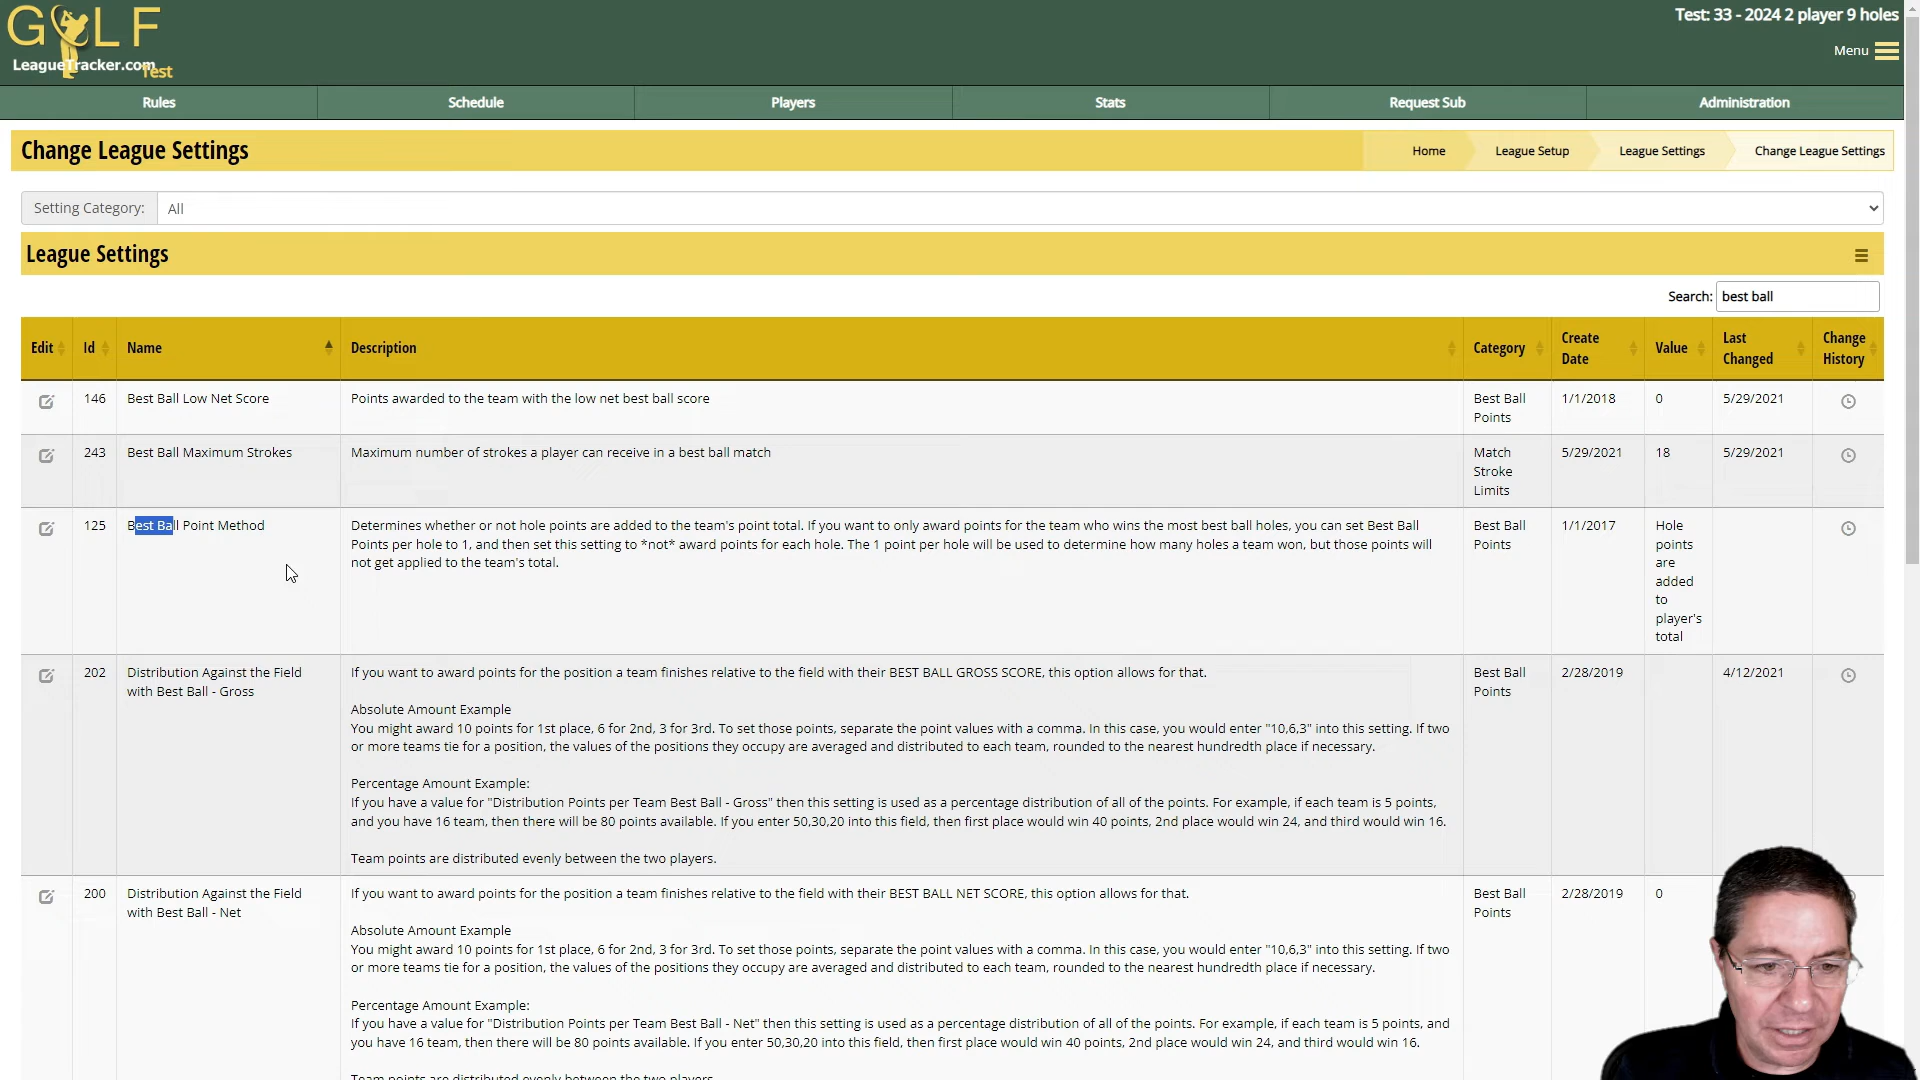 GOLF
LeagueTracker.com
Test
Test: 33 - 2024 2 player 9 holes
Menu
Rules
Schedule
Players
Stats
Request Sub
Administration
Change League Settings
Home
League Setup
League Settings
Change League Settings
Setting Category:
All
League Settings
Search:
best ball
Edit
Id
Name
Description
Category
Create
Date
Value
Last
Changed
Change
History
146
Best Ball Low Net Score
Points awarded to the team with the low net best ball score
Best Ball
Points
1/1/2018
0
5/29/2021
243
Best Ball Maximum Strokes
Maximum number of strokes a player can receive in a best ball match
Match
Stroke
Limits
5/29/2021
18
5/29/2021
125
Best Ball Point Method
Determines whether or not hole points are added to the team's point total. If you want to only award points for the team who wins the most best ball holes, you can set Best Ball
Points per hole to 1, and then set this setting to *not* award points for each hole. The 1 point per hole will be used to determine how many holes a team won, but those points will
not get applied to the team's total.
Best Ball
Points
1/1/2017
Hole
points
are
added
to
player's
total
202
Distribution Against the Field
with Best Ball - Gross
If you want to award points for the position a team finishes relative to the field with their BEST BALL GROSS SCORE, this option allows for that.
Absolute Amount Example
You might award 10 points for 1st place, 6 for 2nd, 3 for 3rd. To set those points, separate the point values with a comma. In this case, you would enter "10,6,3" into this setting. If two
or more teams tie for a position, the values of the positions they occupy are averaged and distributed to each team, rounded to the nearest hundredth place if necessary.
Percentage Amount Example:
If you have a value for "Distribution Points per Team Best Ball - Gross" then this setting is used as a percentage distribution of all of the points. For example, if each team is 5 points,
and you have 16 team, then there will be 80 points available. If you enter 50,30,20 into this field, then first place would win 40 points, 2nd place would win 24, and third would win 16.
Team points are distributed evenly between the two players.
Best Ball
Points
2/28/2019
4/12/2021
200
Distribution Against the Field
with Best Ball - Net
If you want to award points for the position a team finishes relative to the field with their BEST BALL NET SCORE, this option allows for that.
Absolute Amount Example
You might award 10 points for 1st place, 6 for 2nd, 3 for 3rd. To set those points, separate the point values with a comma. In this case, you would enter "10,6,3" into this setting. If two
or more teams tie for a position, the values of the positions they occupy are averaged and distributed to each team, rounded to the nearest hundredth place if necessary.
Percentage Amount Example:
If you have a value for "Distribution Points per Team Best Ball - Net" then this setting is used as a percentage distribution of all of the points. For example, if each team is 5 points, and
you have 16 team, then there will be 80 points available. If you enter 50,30,20 into this field, then first place would win 40 points, 2nd place would win 24, and third would win 16.
Team points are distributed evenly between the two players.
Best Ball
Points
2/28/2019
0